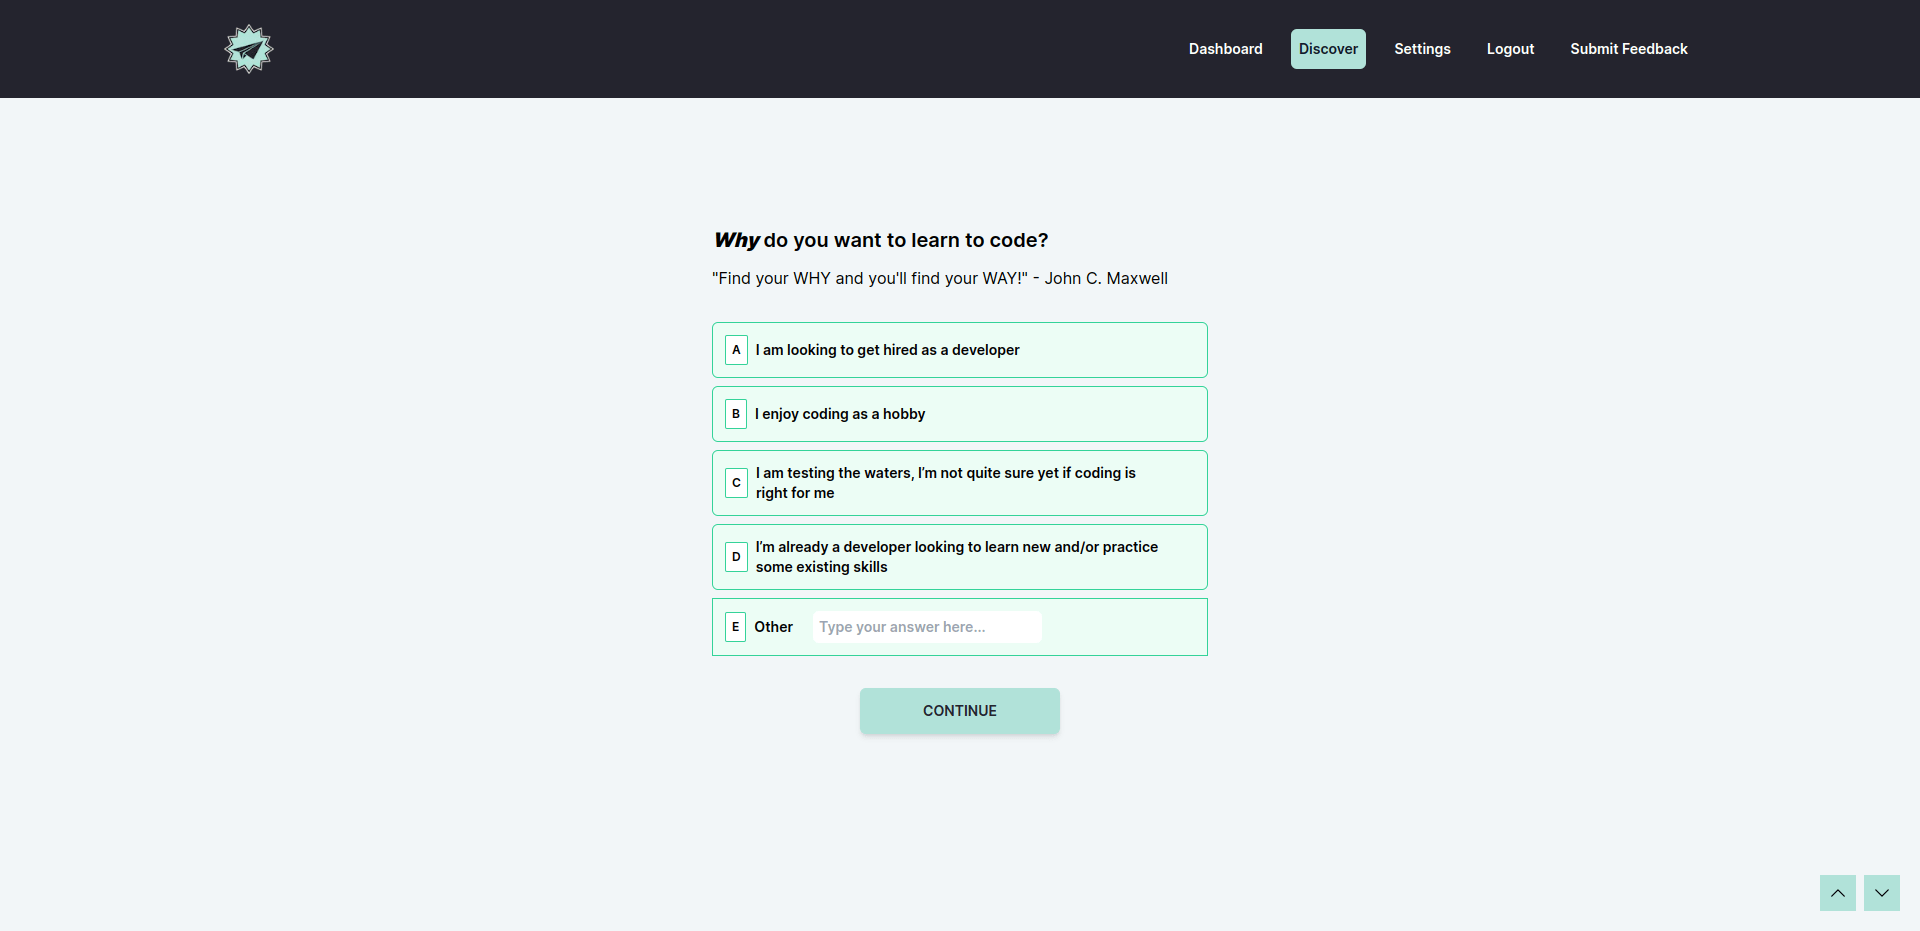 Dashboard Discover Settings Logout Submit Feedback
Why do you want to learn to code?
"Find your WHY and you'll find your WAY!" - John C. Maxwell
A I am looking to get hired as a developer
B I enjoy coding as a hobby
C I am testing the waters, I'm not quite sure yet if coding is
right for me
D I'm already a developer looking to learn new and/or practice
some existing skills
E Other Type your answer here...
CONTINUE